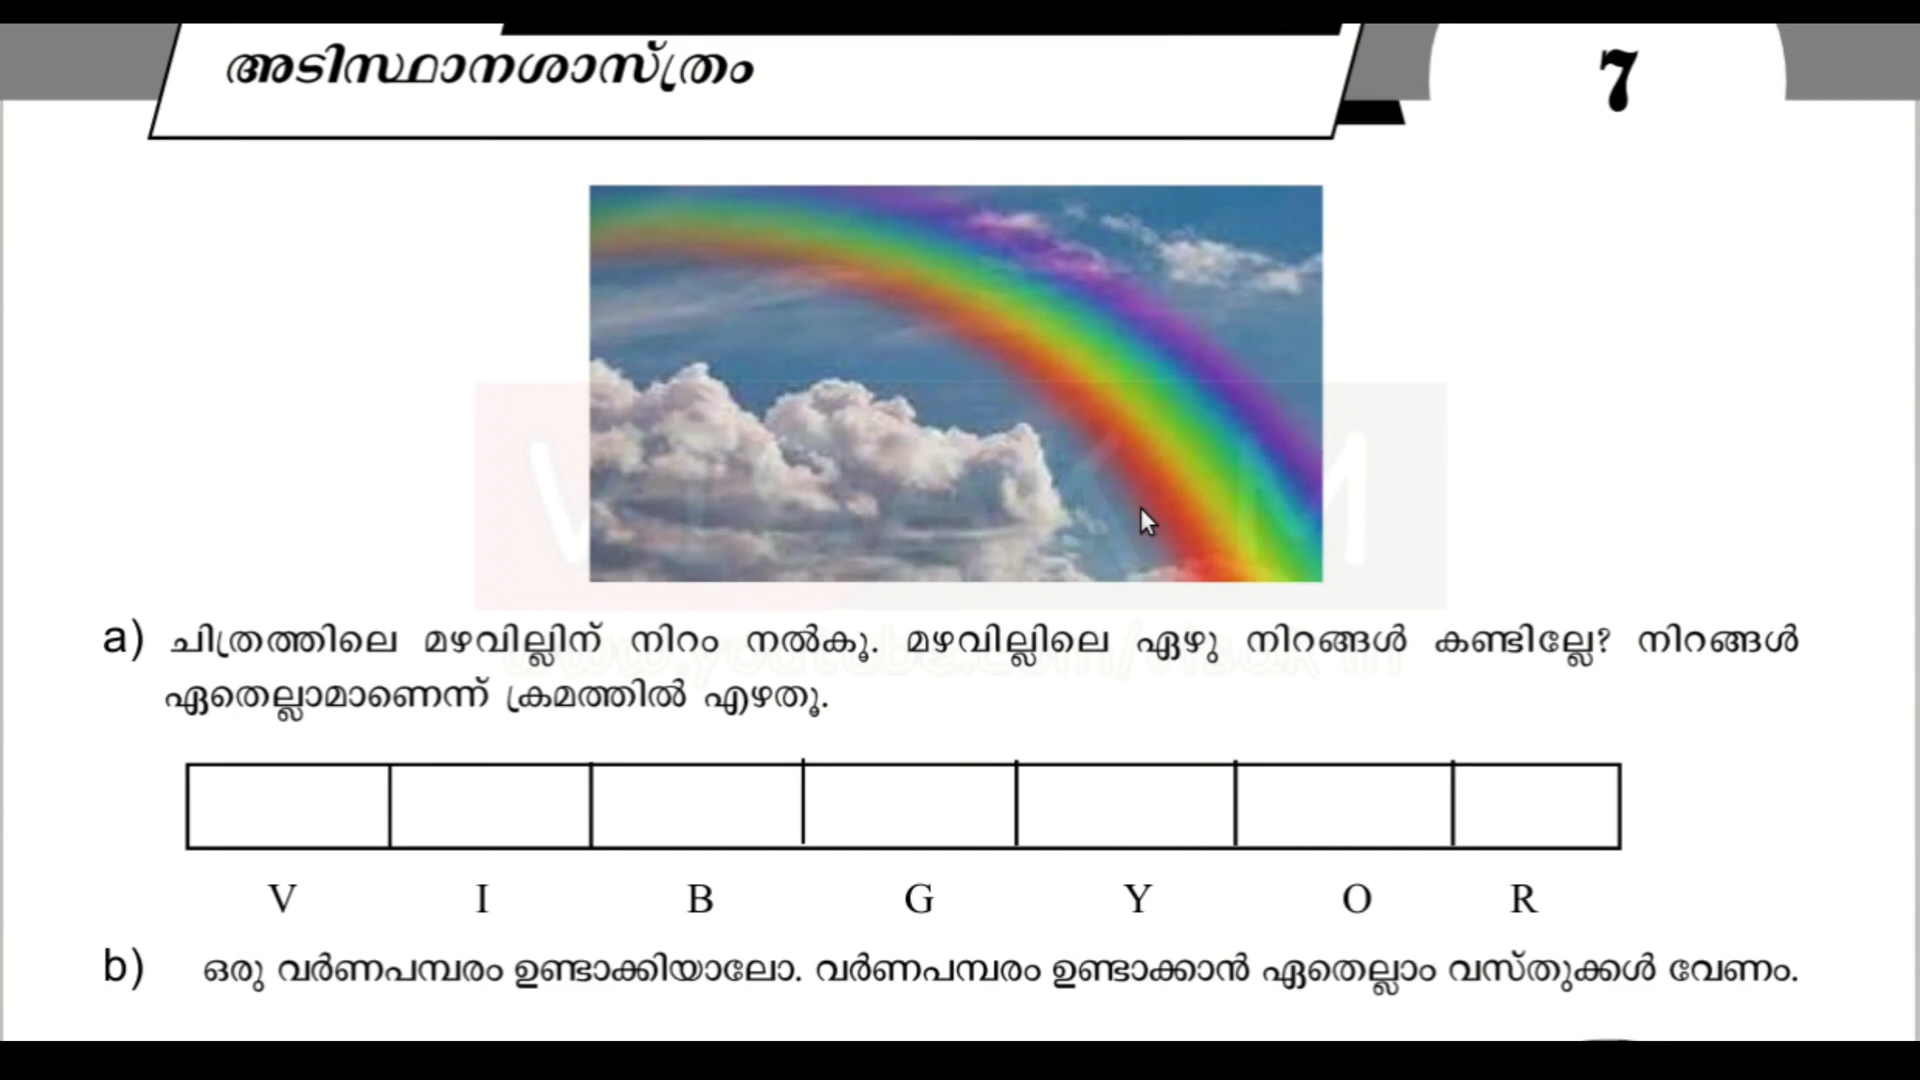 അടിസ്ഥാനശാസ്ത്രം
7
a) ചിത്രത്തിലെ മഴവില്ലിന് നിറം നൽകൂ. മഴവില്ലിലെ ഏഴു നിറങ്ങൾ കണ്ടില്ലേ? നിറങ്ങൾ
ഏതെല്ലാമാണെന്ന് ക്രമത്തിൽ എഴതൂ.
V I B G Y O R
b) ഒരു വർണപമ്പരം ഉണ്ടാക്കിയാലോ. വർണപമ്പരം ഉണ്ടാക്കാൻ ഏതെല്ലാം വസ്തുക്കൾ വേണം.